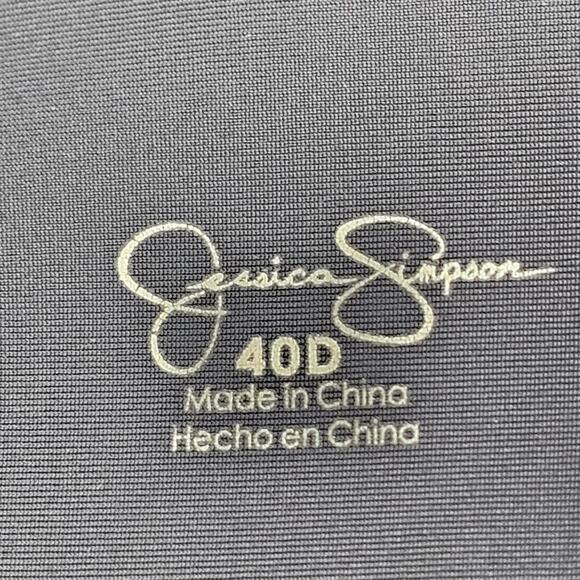 Jessica Simpson
40D
Made in China
Hecho en China